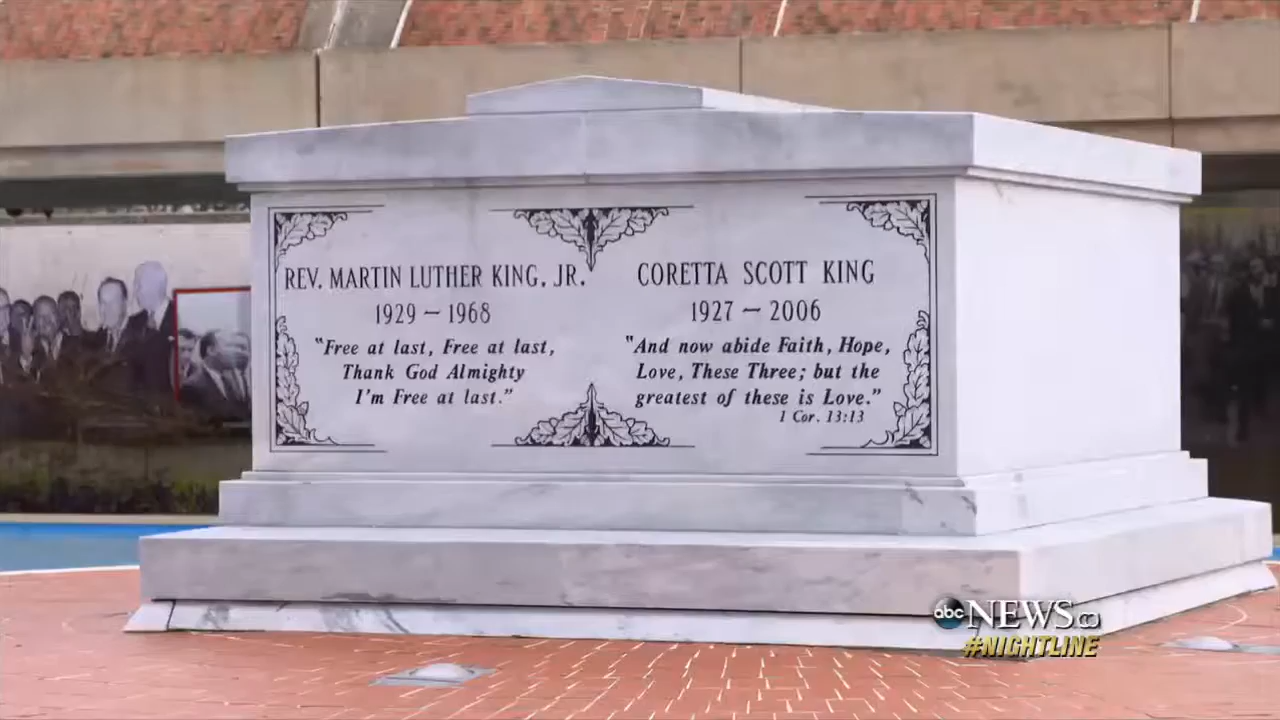 REV. MARTIN LUTHER KING, JR.
1929 — 1968
"Free at last, Free at last,
Thank God Almighty
I'm Free at last."
CORETTA SCOTT KING
1927 — 2006
"And now abide Faith, Hope,
Love, These Three; but the
greatest of these is Love."
1 Cor. 13:13
abc NEWS
#NIGHTLINE